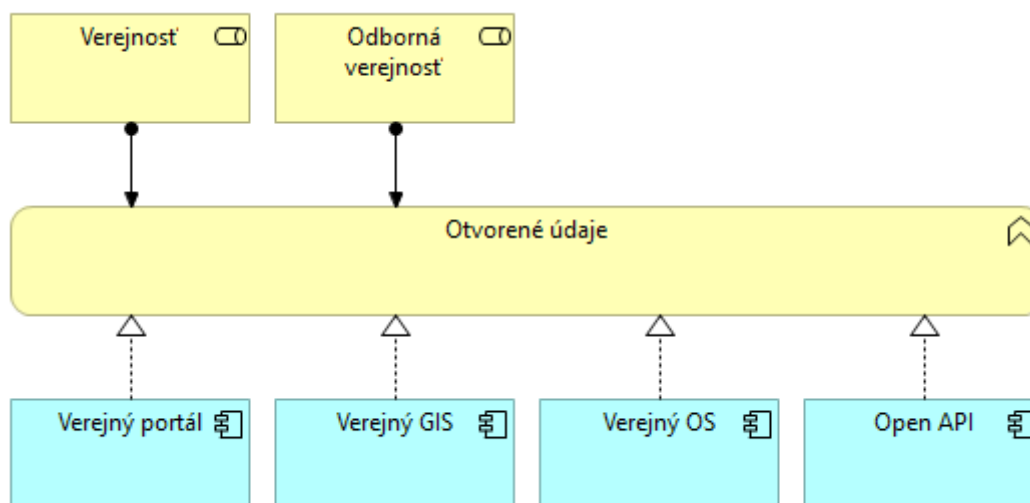 Verejnosť
Odborná
verejnosť
Otvorené údaje
Verejný portál
Verejný GIS
Verejný OS
Open API